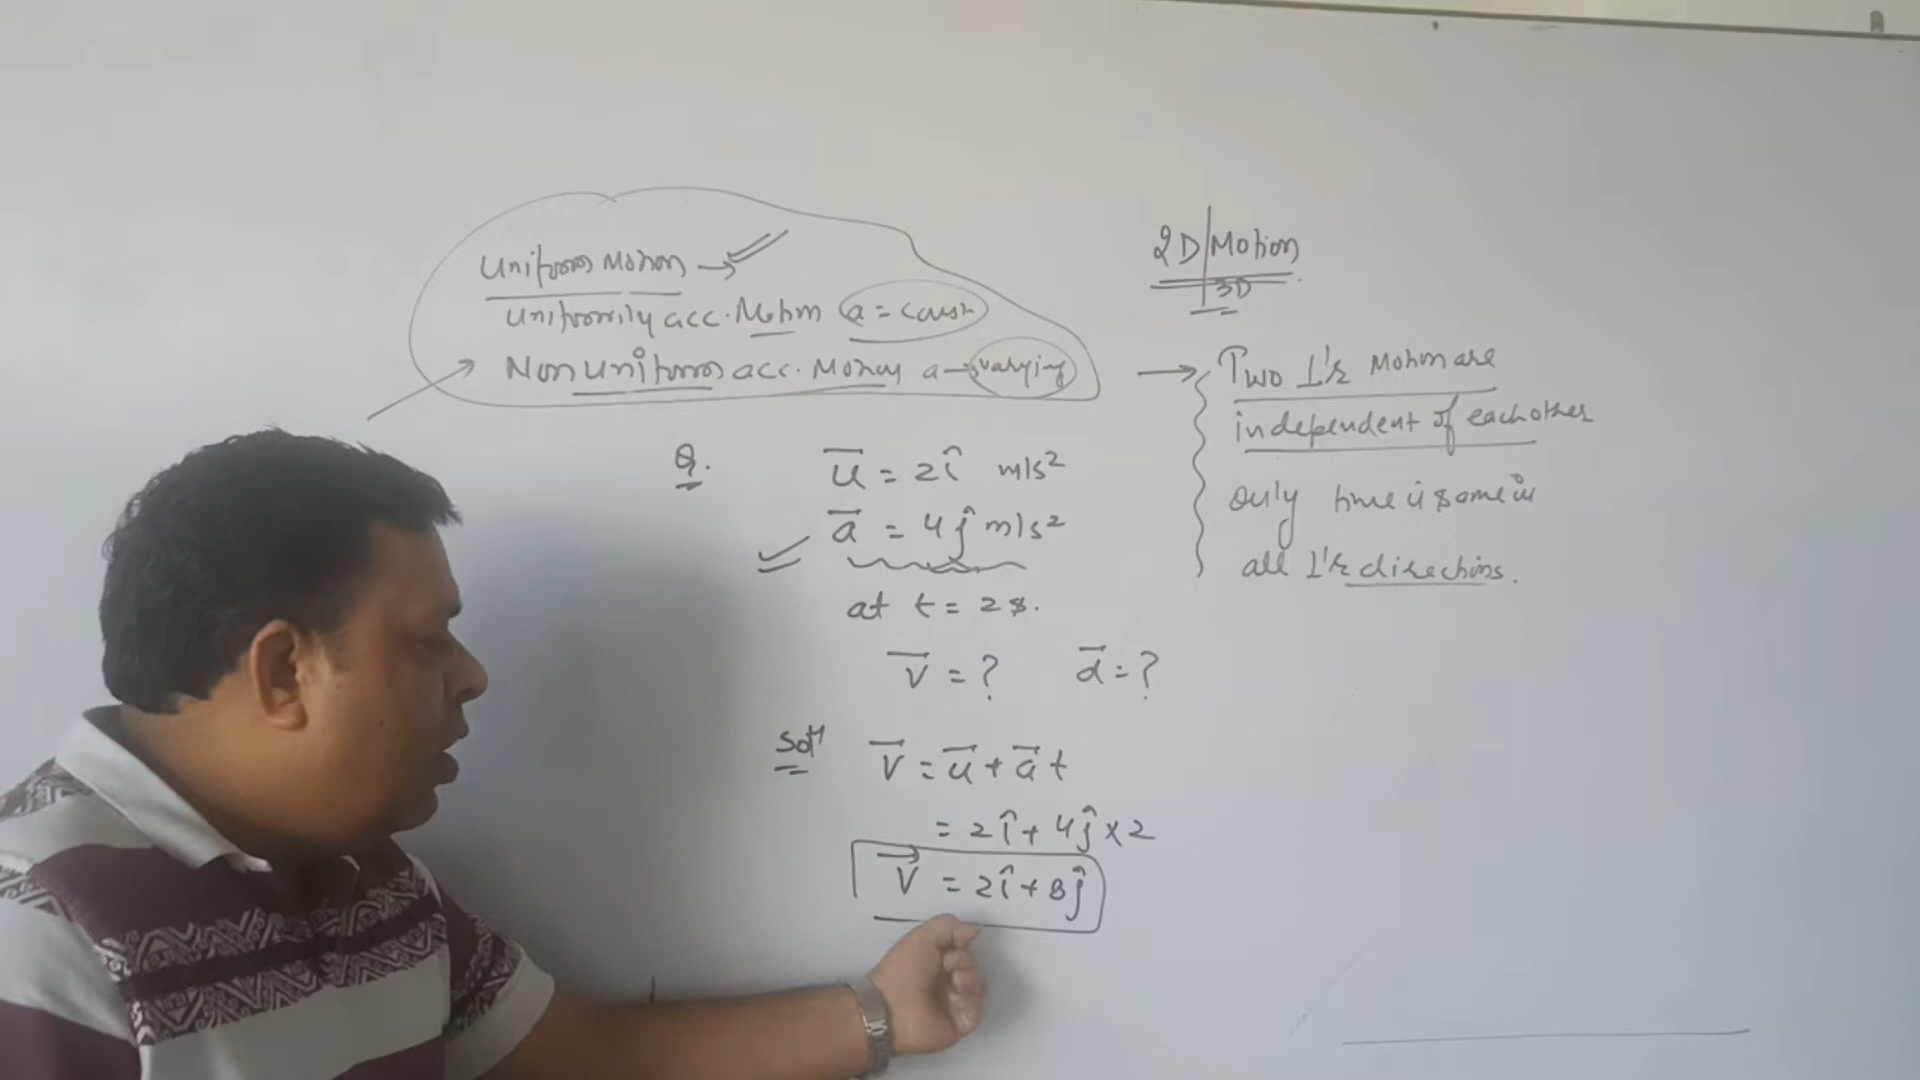 Uniform Motion →
Uniformly acc. Motion a = const
Non uniform acc. Motion a → varying
Q. u⃗ = 2î m/s²
a⃗ = 4ĵ m/s²
at t = 2s.
v⃗ = ? d⃗ = ?
Solⁿ v⃗ = u⃗ + a⃗ t
= 2î + 4ĵ × 2
v⃗ = 2î + 8ĵ
2D/Motion
3D
→ Two ⊥'r Motion are
independent of each other
only time is same in
all ⊥'r directions.